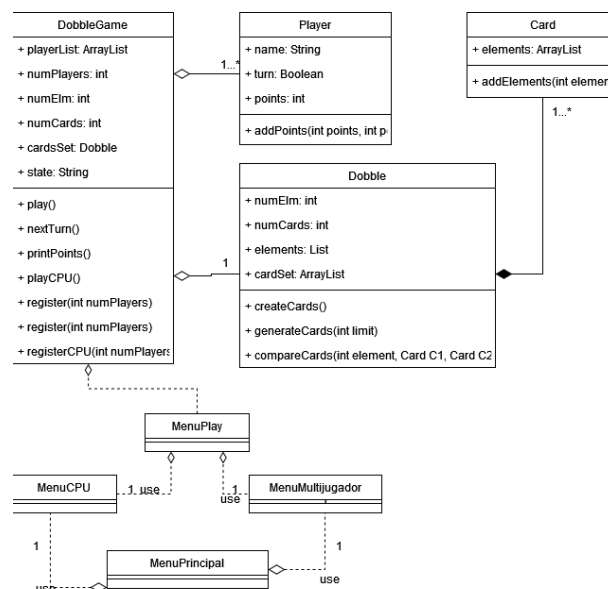 DobbleGame
+ playerList: ArrayList
+ numPlayers: int
+ numElm: int
+ numCards: int
+ cardsSet: Dobble
+ state: String
+ play()
+ nextTurn()
+ printPoints()
+ playCPU()
+ register(int numPlayers)
+ register(int numPlayers)
+ registerCPU(int numPlayers
Player
+ name: String
+ turn: Boolean
+ points: int
+ addPoints(int points, int p
1...*
Card
+ elements: ArrayList
+ addElements(int elemen
1...*
Dobble
+ numElm: int
+ numCards: int
+ elements: List
+ cardSet: ArrayList
+ createCards()
+ generateCards(int limit)
+ compareCards(int element, Card C1, Card C2
1
MenuPlay
MenuCPU
1 use
use
1
MenuMultijugador
1
1
MenuPrincipal
use
use